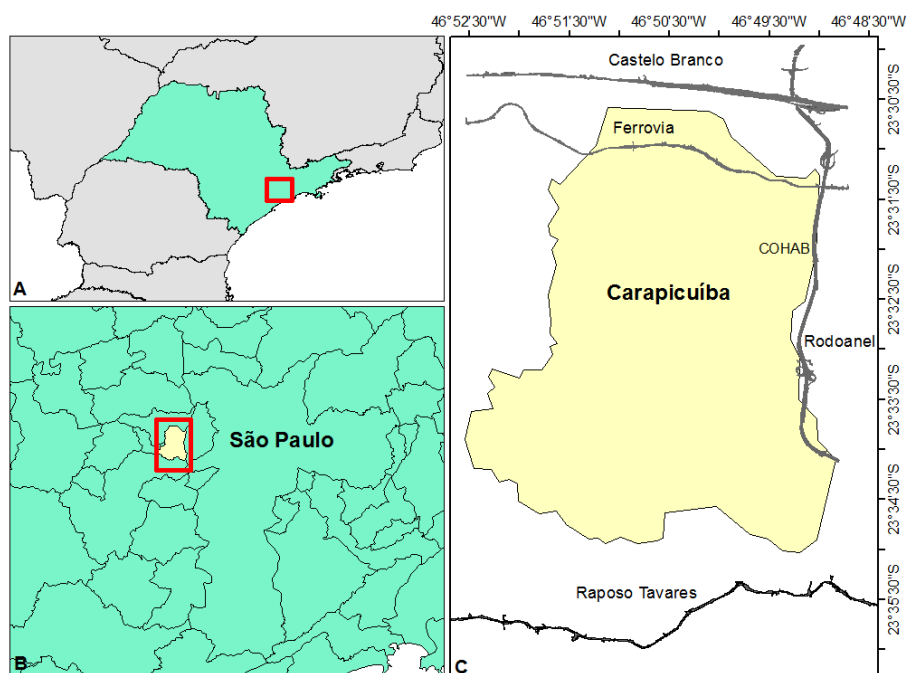 A
São Paulo
B
46°52'30"W 46°51'30"W 46°50'30"W 46°49'30"W 46°48'30"W
Castelo Branco
Ferrovia
COHAB
Carapicuíba
Rodoanel
Raposo Tavares
C
23°30'30"S
23°31'30"S
23°32'30"S
23°33'30"S
23°34'30"S
23°35'30"S